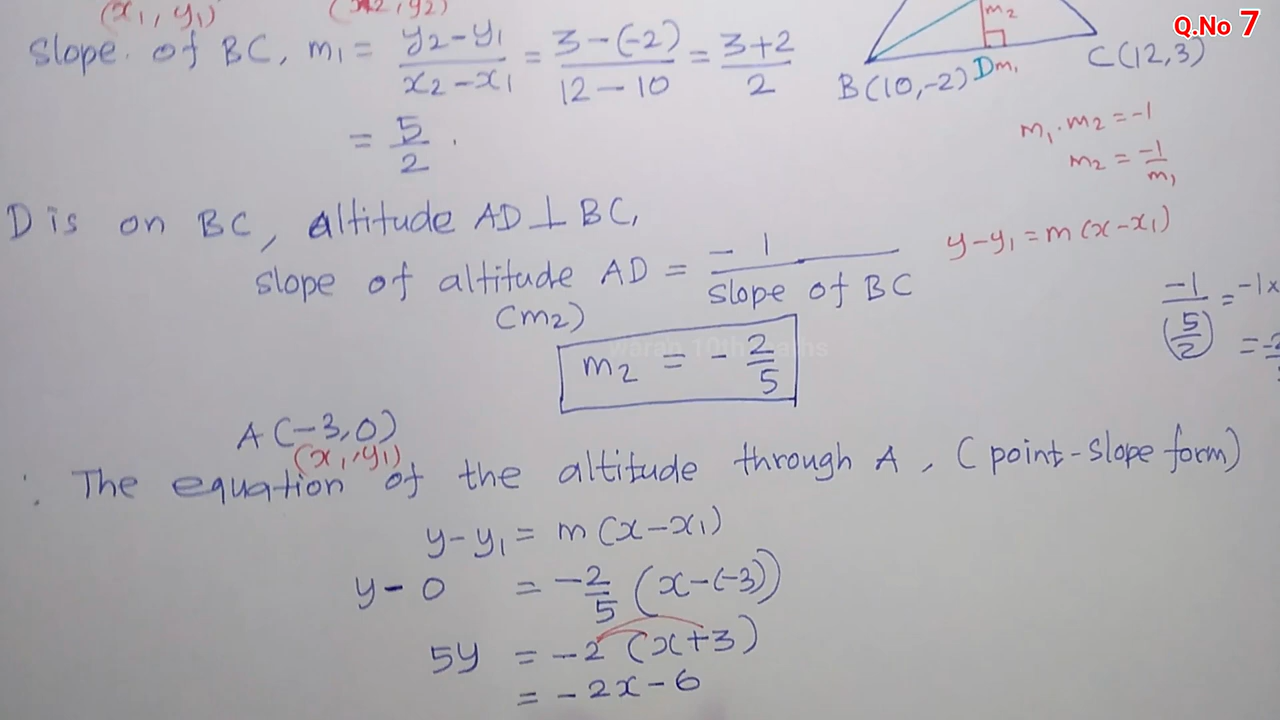 (x₁, y₁) (x2, y2)
Q.No 7
Slope of BC, m₁ = y₂-y₁/x₂-x₁ = 3-(-2)/12-10 = 3+2/2
m₂
B(10,-2) D m₁ C(12,3)
= 5/2.
m₁.m₂ = -1
m₂ = -1/m₁
D is on BC, altitude AD ⊥ BC,
y-y₁ = m(x-x₁)
slope of altitude AD = -1/slope of BC
(m₂)
-1/(5/2) = -1×
= -2
m₂ = -2/5
A(-3,0)
(x₁,y₁)
∴ The equation of the altitude through A, (point-slope form)
y-y₁ = m(x-x₁)
y-0 = -2/5 (x-(-3))
5y = -2(x+3)
= -2x-6